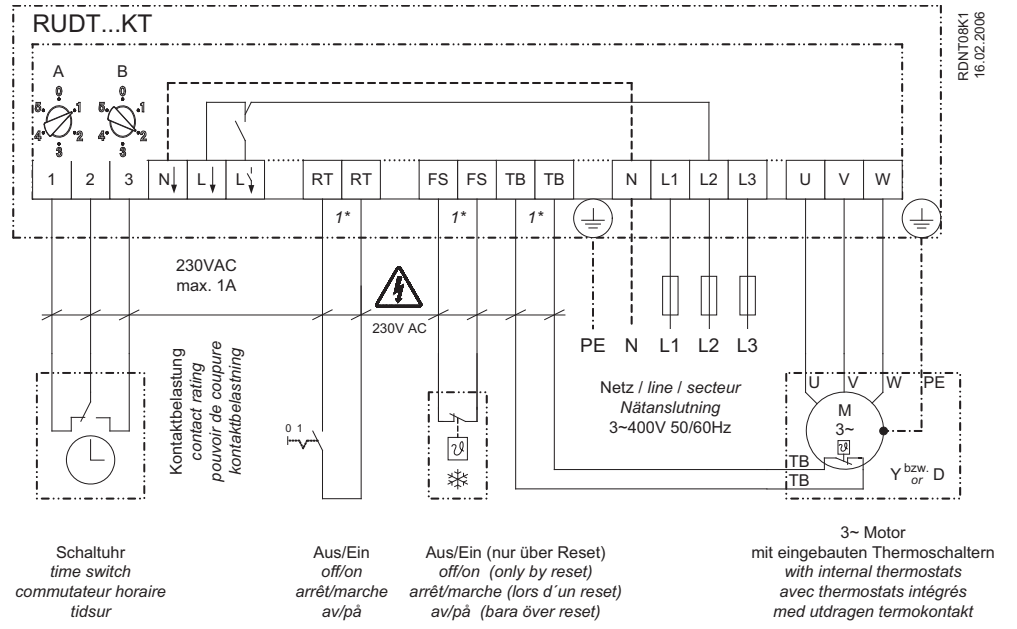 RUDT...KT
RDNT08K1
16.02.2006
A B
0 0
5 1 5 1
4 2 4 2
3 3
1 2 3 N L L RT RT FS FS TB TB N L1 L2 L3 U V W
1* 1* 1*
230VAC
max. 1A
230V AC
PE N L1 L2 L3
Kontaktbelastung
contact rating
pouvoir de coupure
kontaktbelastning
Netz / line / secteur
Nätanslutning
3~400V 50/60Hz
U V W PE
M
3~
ϑ
0 1
ϑ
TB
TB
Y bzw. or D
Schaltuhr
time switch
commutateur horaire
tidsur
Aus/Ein
off/on
arrêt/marche
av/på
Aus/Ein (nur über Reset)
off/on (only by reset)
arrêt/marche (lors d´un reset)
av/på (bara över reset)
3~ Motor
mit eingebauten Thermoschaltern
with internal thermostats
avec thermostats intégrés
med utdragen termokontakt